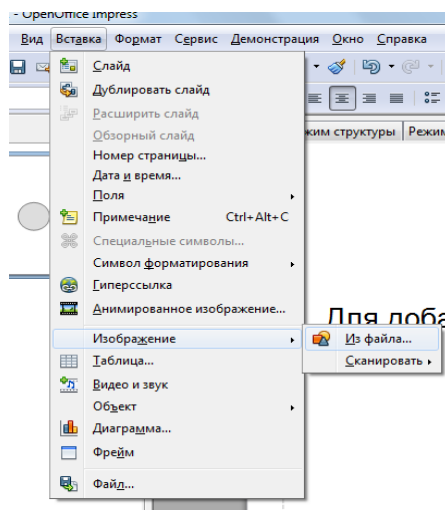 - OpenOffice Impress
Вид Вставка Формат Сервис Демонстрация Окно Справка
Слайд
Дублировать слайд
Расширить слайд
Обзорный слайд
жим структуры Режим
Номер страницы...
Дата и время...
Поля
Примечание Ctrl+Alt+C
Специальные символы...
Символ форматирования
Гиперссылка
Анимированное изображение...
Для доба
Изображение
Из файла...
Таблица...
Сканировать
Видео и звук
Объект
Диаграмма...
Фрейм
Файл...